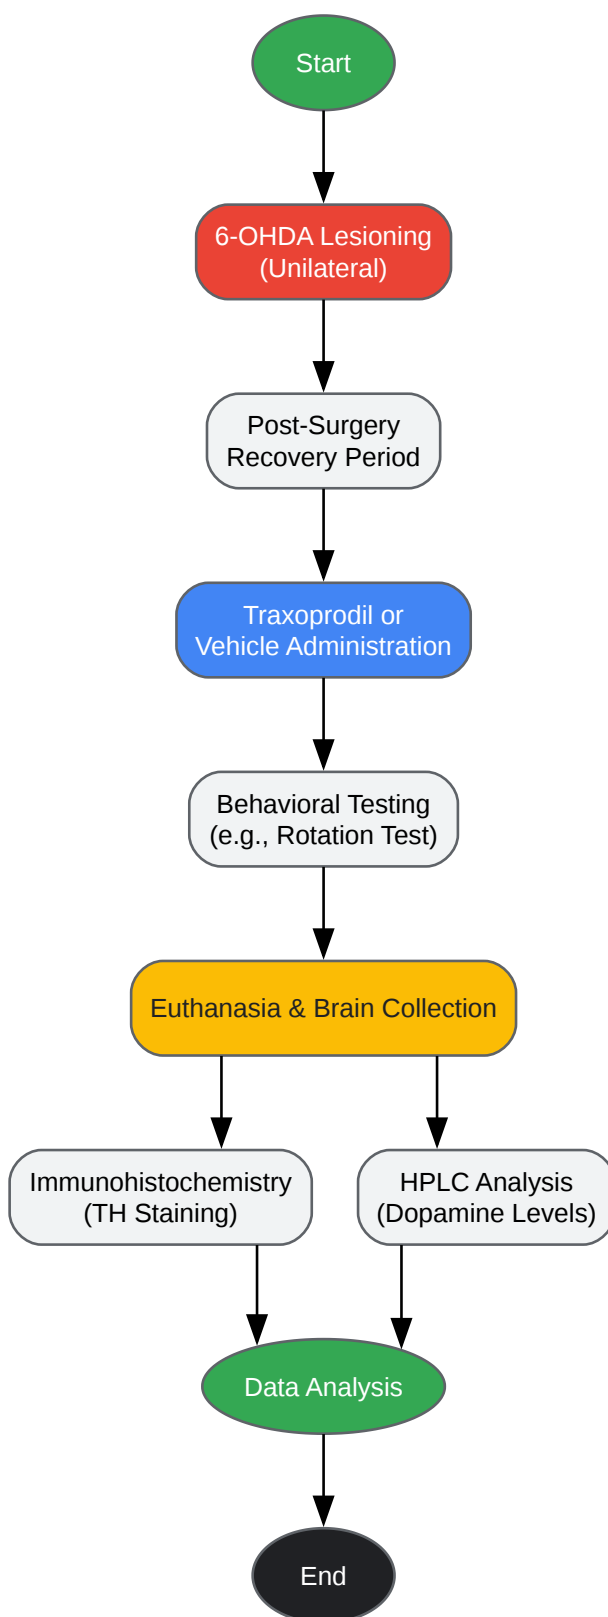 Start
6-OHDA Lesioning
(Unilateral)
Post-Surgery
Recovery Period
Traxoprodil or
Vehicle Administration
Behavioral Testing
(e.g., Rotation Test)
Euthanasia & Brain Collection
Immunohistochemistry
(TH Staining)
HPLC Analysis
(Dopamine Levels)
Data Analysis
End